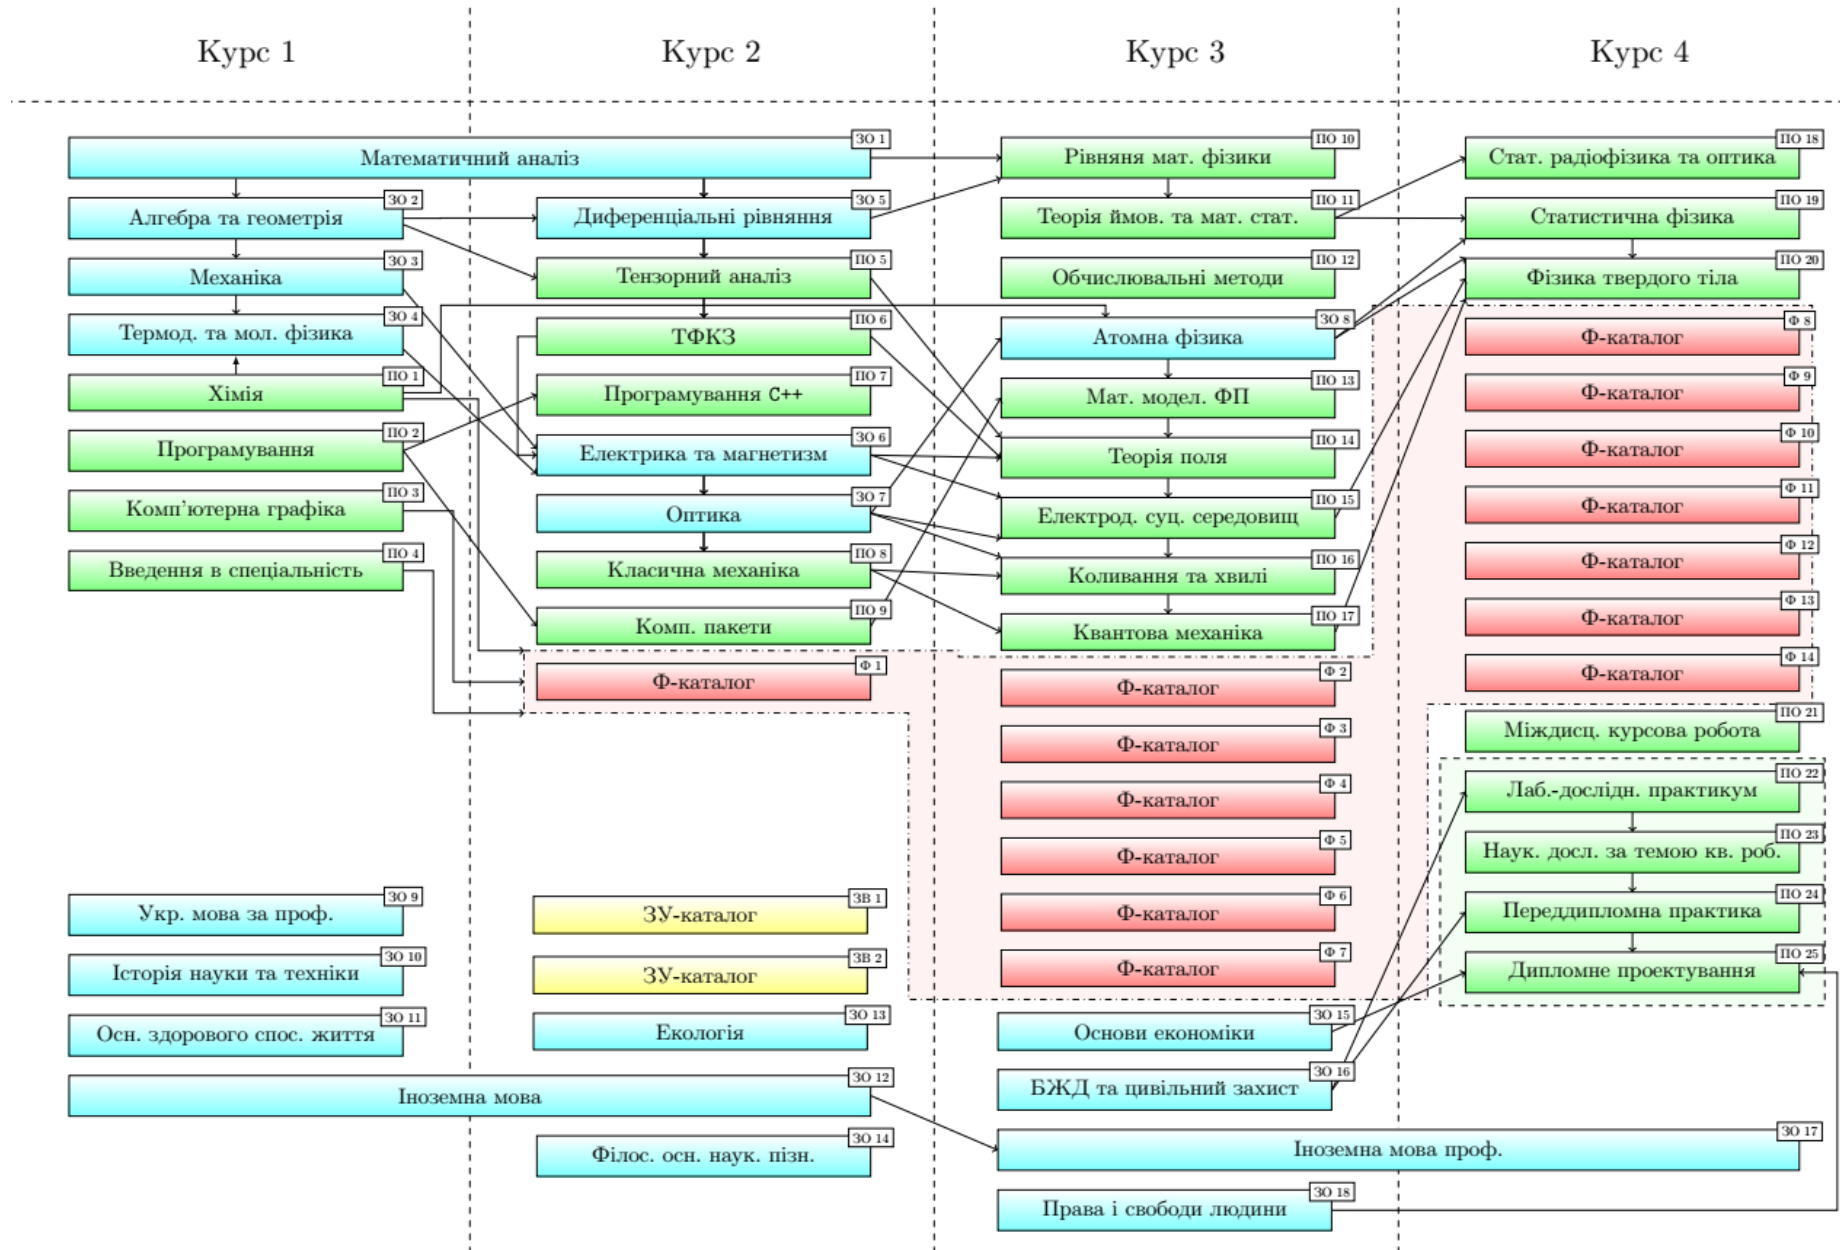 Курс 1
Курс 2
Курс 3
Курс 4
ЗО 1
Математичний аналіз
ЗО 2
Алгебра та геометрія
ЗО 3
Механіка
ЗО 4
Термод. та мол. фізика
ПО 1
Хімія
ПО 2
Програмування
ПО 3
Комп'ютерна графіка
ПО 4
Введення в спеціальність
ЗО 9
Укр. мова за проф.
ЗО 10
Історія науки та техніки
ЗО 11
Осн. здорового спос. життя
ЗО 12
Іноземна мова
ЗО 5
Диференціальні рівняння
ПО 5
Тензорний аналіз
ПО 6
ТФКЗ
ПО 7
Програмування C++
ЗО 6
Електрика та магнетизм
ЗО 7
Оптика
ПО 8
Класична механіка
ПО 9
Комп. пакети
Ф 1
Ф-каталог
ЗВ 1
ЗУ-каталог
ЗВ 2
ЗУ-каталог
ЗО 13
Екологія
ЗО 14
Філос. осн. наук. пізн.
ПО 10
Рівняня мат. фізики
ПО 11
Теорія ймов. та мат. стат.
ПО 12
Обчислювальні методи
ЗО 8
Атомна фізика
ПО 13
Мат. модел. ФП
ПО 14
Теорія поля
ПО 15
Електрод. суц. середовищ
ПО 16
Коливання та хвилі
ПО 17
Квантова механіка
Ф 2
Ф-каталог
Ф 3
Ф-каталог
Ф 4
Ф-каталог
Ф 5
Ф-каталог
Ф 6
Ф-каталог
Ф 7
Ф-каталог
ЗО 15
Основи економіки
ЗО 16
БЖД та цивільний захист
ЗО 17
Іноземна мова проф.
ЗО 18
Права і свободи людини
ПО 18
Стат. радіофізика та оптика
ПО 19
Статистична фізика
ПО 20
Фізика твердого тіла
Ф 8
Ф-каталог
Ф 9
Ф-каталог
Ф 10
Ф-каталог
Ф 11
Ф-каталог
Ф 12
Ф-каталог
Ф 13
Ф-каталог
Ф 14
Ф-каталог
ПО 21
Міждисц. курсова робота
ПО 22
Лаб.-дослідн. практикум
ПО 23
Наук. досл. за темою кв. роб.
ПО 24
Переддипломна практика
ПО 25
Дипломне проектування